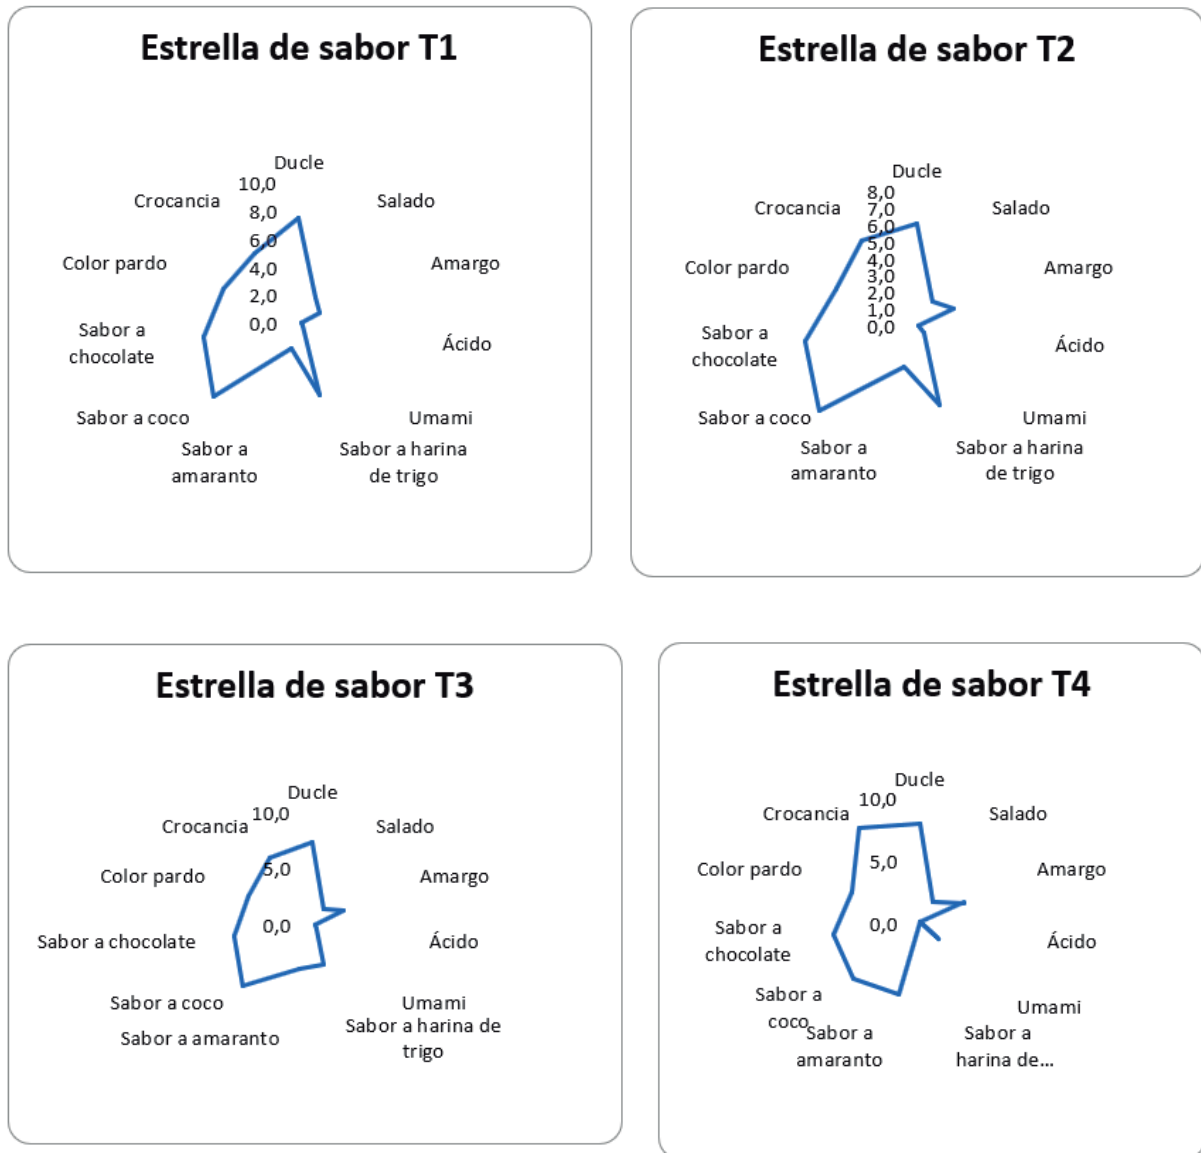 Estrella de sabor T1
Ducle
10,0
Crocancia
Salado
8,0
6,0
Color pardo
Amargo
4,0
2,0
Sabor a
chocolate
0,0
Ácido
Sabor a coco
Umami
Sabor a
amaranto
Sabor a harina
de trigo
Estrella de sabor T2
Ducle
8,0
Crocancia
7,0
Salado
6,0
5,0
Color pardo
4,0
Amargo
3,0
2,0
1,0
0,0
Sabor a
chocolate
Ácido
Sabor a coco
Umami
Sabor a
amaranto
Sabor a harina
de trigo
Estrella de sabor T3
Ducle
10,0
Crocancia
Salado
5,0
Color pardo
Amargo
0,0
Sabor a chocolate
Ácido
Sabor a coco
Umami
Sabor a amaranto
Sabor a harina de
trigo
Estrella de sabor T4
Ducle
10,0
Crocancia
Salado
5,0
Color pardo
Amargo
0,0
Sabor a
chocolate
Ácido
Sabor a
coco
Umami
Sabor a
amaranto
Sabor a
harina de...